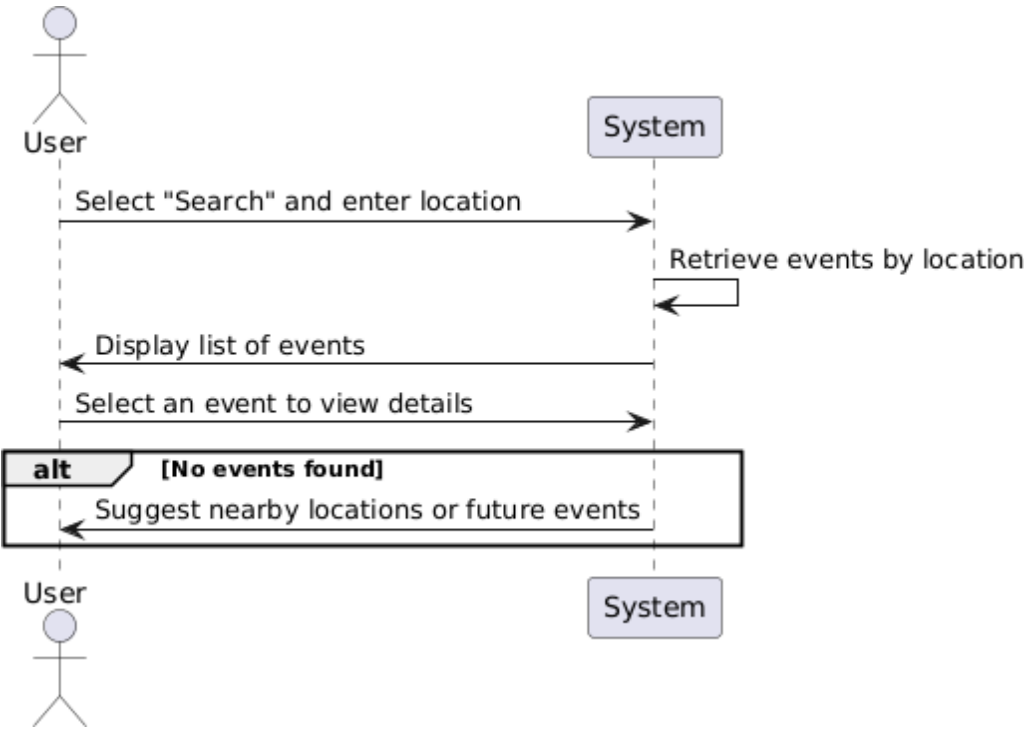 User
System
Select "Search" and enter location
Retrieve events by location
Display list of events
Select an event to view details
alt [No events found]
Suggest nearby locations or future events
User
System